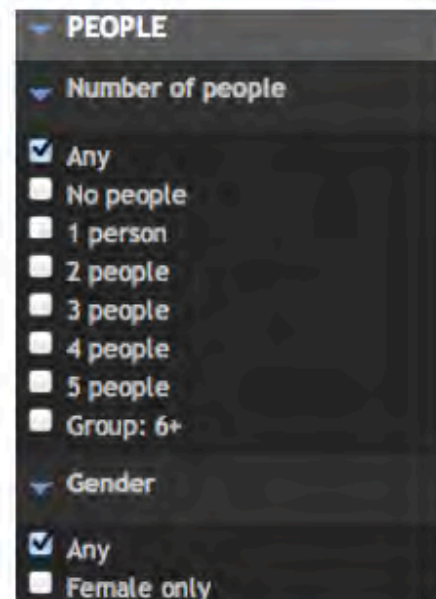 PEOPLE
Number of people
Any
No people
1 person
2 people
3 people
4 people
5 people
Group: 6+
Gender
Any
Female only